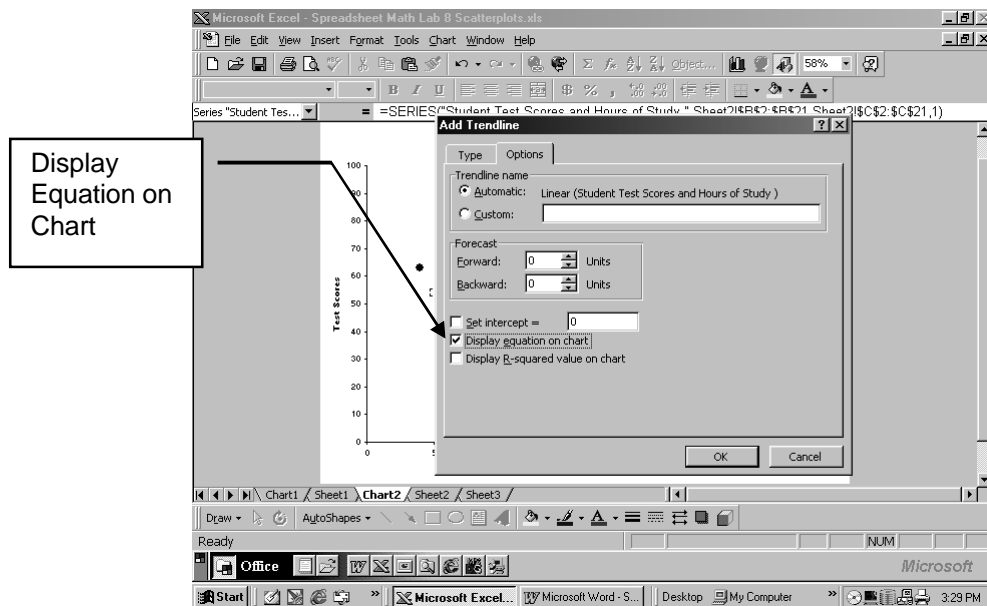 Microsoft Excel - Spreadsheet Math Lab 8 Scatterplots.xls
File Edit View Insert Format Tools Chart Window Help
Object... 58%
B I U $ % ,
Series "Student Tes... = =SERIES("Student Test Scores and Hours of Study ",Sheet2!$B$2:$B$21,Sheet2!$C$2:$C$21,1)
Display
Equation on
Chart
Add Trendline
Type Options
Trendline name
Automatic: Linear (Student Test Scores and Hours of Study )
Custom:
Forecast
Forward: 0 Units
Backward: 0 Units
Set intercept = 0
Display equation on chart
Display R-squared value on chart
OK Cancel
Test Scores
100
90
80
70
60
50
40
30
20
10
0
0
Chart1 Sheet1 Chart2 Sheet2 Sheet3
Draw AutoShapes A
Ready NUM
Office Microsoft
Start » Microsoft Excel... Microsoft Word - S... Desktop My Computer » 3:29 PM